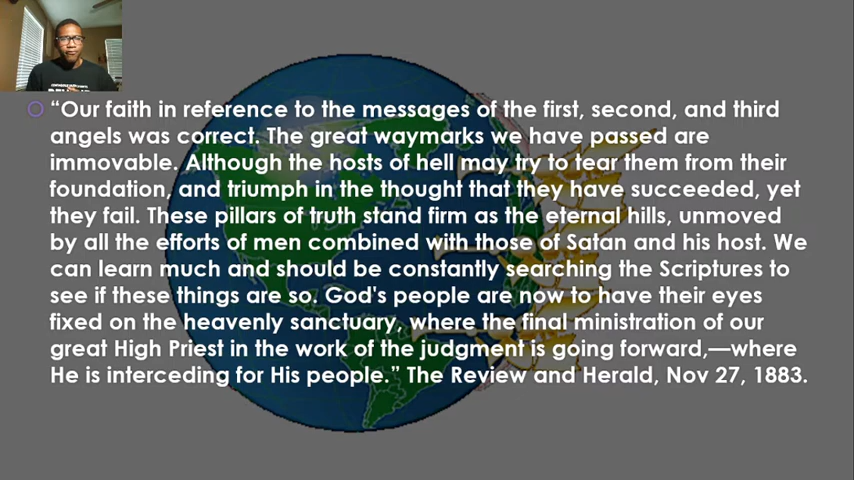 “Our faith in reference to the messages of the first, second, and third
angels was correct. The great waymarks we have passed are
immovable. Although the hosts of hell may try to tear them from their
foundation, and triumph in the thought that they have succeeded, yet
they fail. These pillars of truth stand firm as the eternal hills, unmoved
by all the efforts of men combined with those of Satan and his host. We
can learn much and should be constantly searching the Scriptures to
see if these things are so. God's people are now to have their eyes
fixed on the heavenly sanctuary, where the final ministration of our
great High Priest in the work of the judgment is going forward,—where
He is interceding for His people.” The Review and Herald, Nov 27, 1883.